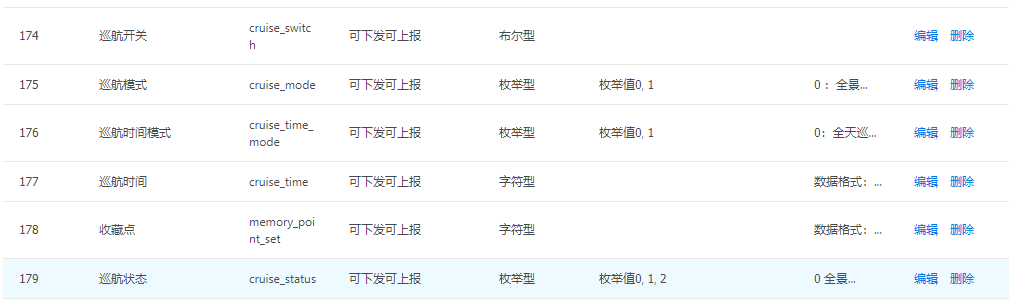 174 巡航开关 cruise_switc 可下发可上报 布尔型 编辑 删除
h
175 巡航模式 cruise_mode 可下发可上报 枚举型 枚举值0, 1 0 ：全景... 编辑 删除
176 巡航时间模式 cruise_time_ 可下发可上报 枚举型 枚举值0, 1 0：全天巡... 编辑 删除
mode
177 巡航时间 cruise_time 可下发可上报 字符型 数据格式：... 编辑 删除
178 收藏点 memory_poi 可下发可上报 字符型 数据格式：... 编辑 删除
nt_set
179 巡航状态 cruise_status 可下发可上报 枚举型 枚举值0, 1, 2 0 全景... 编辑 删除